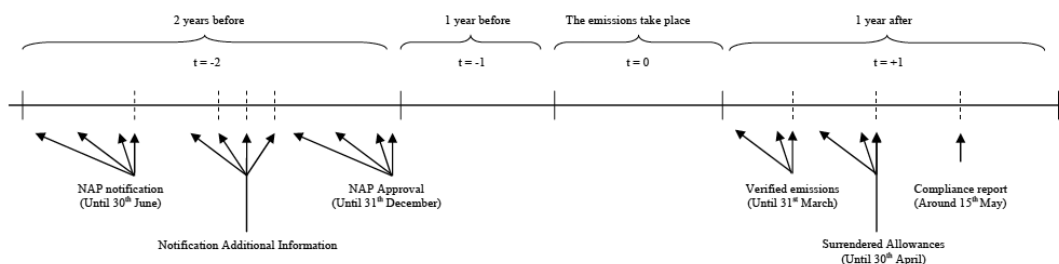 2 years before
1 year before
The emissions take place
1 year after
t = -2
t = -1
t = 0
t = +1
NAP notification
(Until 30th June)
NAP Approval
(Until 31th December)
Verified emissions
(Until 31st March)
Compliance report
(Around 15th May)
Notification Additional Information
Surrendered Allowances
(Until 30th April)